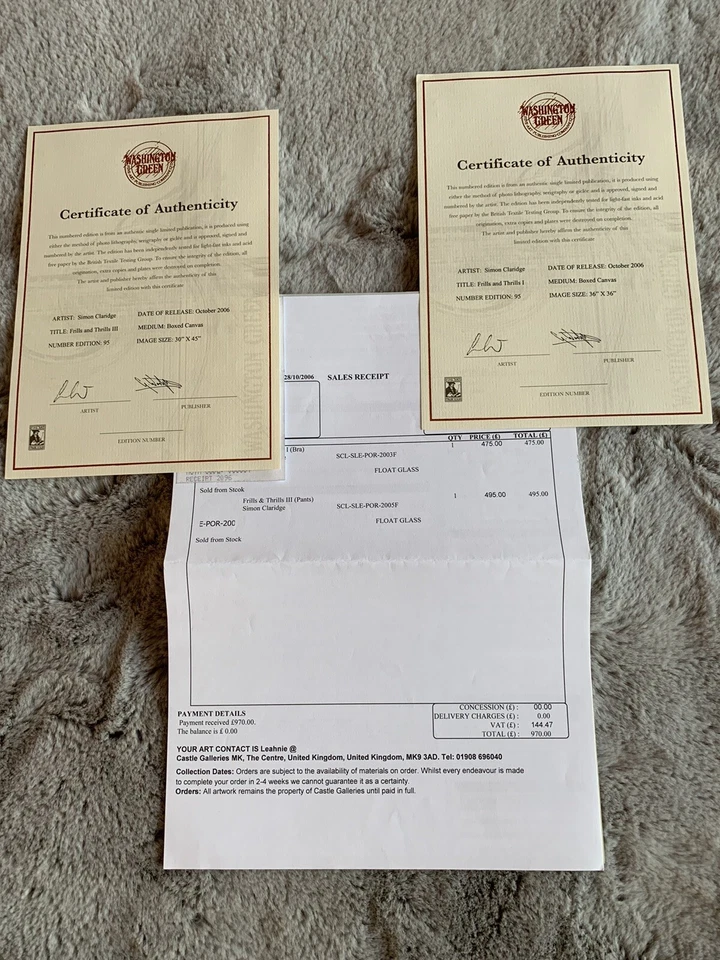 WASHINGTON
GREEN
FINE ART PUBLISHING COMPANY
Certificate of Authenticity
This numbered edition is from an authentic single limited publication, it is produced using
either the method of photo lithography, serigraphy or giclée and is approved, signed and
numbered by the artist. The edition has been independently tested for light-fast inks and acid
free paper by the British Textile Testing Group. To ensure the integrity of the edition, all
origination, extra copies and plates were destroyed on completion.
The artist and publisher hereby affirm the authenticity of this
limited edition with this certificate
ARTIST: Simon Claridge
DATE OF RELEASE: October 2006
TITLE: Frills and Thrills III
MEDIUM: Boxed Canvas
NUMBER EDITION: 95
IMAGE SIZE: 30" X 45"
ARTIST
PUBLISHER
EDITION NUMBER
WASHINGTON
GREEN
FINE ART PUBLISHING COMPANY
Certificate of Authenticity
This numbered edition is from an authentic single limited publication, it is produced using
either the method of photo lithography, serigraphy or giclée and is approved, signed and
numbered by the artist. The edition has been independently tested for light-fast inks and acid
free paper by the British Textile Testing Group. To ensure the integrity of the edition, all
origination, extra copies and plates were destroyed on completion.
The artist and publisher hereby affirm the authenticity of this
limited edition with this certificate
ARTIST: Simon Claridge
DATE OF RELEASE: October 2006
TITLE: Frills and Thrills I
MEDIUM: Boxed Canvas
NUMBER EDITION: 95
IMAGE SIZE: 36" X 36"
ARTIST
PUBLISHER
EDITION NUMBER
28/10/2006 SALES RECEIPT
QTY PRICE (£) TOTAL (£)
I (Bra) SCL-SLE-POR-2003F 1 475.00 475.00
FLOAT GLASS
RECEIPT 2896
Sold from Stock
Frills & Thrills III (Pants) SCL-SLE-POR-2005F 1 495.00 495.00
Simon Claridge
E-POR-200 FLOAT GLASS
Sold from Stock
PAYMENT DETAILS
Payment received £970.00.
The balance is £ 0.00
CONCESSION (£) : 00.00
DELIVERY CHARGES (£) : 0.00
VAT (£) : 144.47
TOTAL (£) : 970.00
YOUR ART CONTACT IS Leahnie @
Castle Galleries MK, The Centre, United Kingdom, United Kingdom, MK9 3AD. Tel: 01908 696040
Collection Dates: Orders are subject to the availability of materials on order. Whilst every endeavour is made
to complete your order in 2-4 weeks we cannot guarantee it as a certainty.
Orders: All artwork remains the property of Castle Galleries until paid in full.